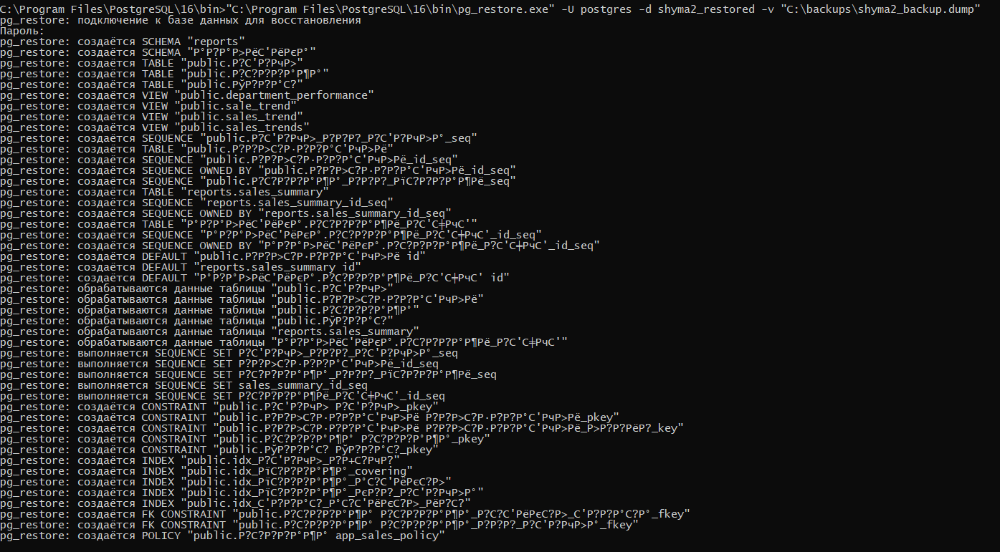 C:\Program Files\PostgreSQL\16\bin>"C:\Program Files\PostgreSQL\16\bin\pg_restore.exe" -U postgres -d shyma2_restored -v "C:\backups\shyma2_backup.dump"
pg_restore: подключение к базе данных для восстановления
Пароль:
pg_restore: создаётся SCHEMA "reports"
pg_restore: создаётся SCHEMA "Р°Р?Р°Р>РёС'РёРєР°"
pg_restore: создаётся TABLE "public.Р?С'Р?РчР>"
pg_restore: создаётся TABLE "public.Р?С?Р?Р?Р°Р¶Р°"
pg_restore: создаётся TABLE "public.РўР?Р?Р°С?"
pg_restore: создаётся VIEW "public.department_performance"
pg_restore: создаётся VIEW "public.sale_trend"
pg_restore: создаётся VIEW "public.sales_trend"
pg_restore: создаётся VIEW "public.sales_trends"
pg_restore: создаётся SEQUENCE "public.Р?С'Р?РчР>_Р?Р?Р?_Р?С'Р?РчР>Р°_seq"
pg_restore: создаётся TABLE "public.Р?Р?Р>С?Р·Р?Р?Р°С'РчР>Рё"
pg_restore: создаётся SEQUENCE "public.Р?Р?Р>С?Р·Р?Р?Р°С'РчР>Рё_id_seq"
pg_restore: создаётся SEQUENCE OWNED BY "public.Р?Р?Р>С?Р·Р?Р?Р°С'РчР>Рё_id_seq"
pg_restore: создаётся SEQUENCE "public.Р?С?Р?Р?Р°Р¶Р°_Р?Р?Р?_РїС?Р?Р?Р°Р¶Рё_seq"
pg_restore: создаётся TABLE "reports.sales_summary"
pg_restore: создаётся SEQUENCE "reports.sales_summary_id_seq"
pg_restore: создаётся SEQUENCE OWNED BY "reports.sales_summary_id_seq"
pg_restore: создаётся TABLE "Р°Р?Р°Р>РёС'РёРєР°.Р?С?Р?Р?Р°Р¶Рё_Р?С'С╪РчС'"
pg_restore: создаётся SEQUENCE "Р°Р?Р°Р>РёС'РёРєР°.Р?С?Р?Р?Р°Р¶Рё_Р?С'С╪РчС'_id_seq"
pg_restore: создаётся SEQUENCE OWNED BY "Р°Р?Р°Р>РёС'РёРєР°.Р?С?Р?Р?Р°Р¶Рё_Р?С'С╪РчС'_id_seq"
pg_restore: создаётся DEFAULT "public.Р?Р?Р>С?Р·Р?Р?Р°С'РчР>Рё id"
pg_restore: создаётся DEFAULT "reports.sales_summary id"
pg_restore: создаётся DEFAULT "Р°Р?Р°Р>РёС'РёРєР°.Р?С?Р?Р?Р°Р¶Рё_Р?С'С╪РчС' id"
pg_restore: обрабатываются данные таблицы "public.Р?С'Р?РчР>"
pg_restore: обрабатываются данные таблицы "public.Р?Р?Р>С?Р·Р?Р?Р°С'РчР>Рё"
pg_restore: обрабатываются данные таблицы "public.Р?С?Р?Р?Р°Р¶Р°"
pg_restore: обрабатываются данные таблицы "public.РўР?Р?Р°С?"
pg_restore: обрабатываются данные таблицы "reports.sales_summary"
pg_restore: обрабатываются данные таблицы "Р°Р?Р°Р>РёС'РёРєР°.Р?С?Р?Р?Р°Р¶Рё_Р?С'С╪РчС'"
pg_restore: выполняется SEQUENCE SET Р?С'Р?РчР>_Р?Р?Р?_Р?С'Р?РчР>Р°_seq
pg_restore: выполняется SEQUENCE SET Р?Р?Р>С?Р·Р?Р?Р°С'РчР>Рё_id_seq
pg_restore: выполняется SEQUENCE SET Р?С?Р?Р?Р°Р¶Р°_Р?Р?Р?_РїС?Р?Р?Р°Р¶Рё_seq
pg_restore: выполняется SEQUENCE SET sales_summary_id_seq
pg_restore: выполняется SEQUENCE SET Р?С?Р?Р?Р°Р¶Рё_Р?С'С╪РчС'_id_seq
pg_restore: создаётся CONSTRAINT "public.Р?С'Р?РчР> Р?С'Р?РчР>_pkey"
pg_restore: создаётся CONSTRAINT "public.Р?Р?Р>С?Р·Р?Р?Р°С'РчР>Рё Р?Р?Р>С?Р·Р?Р?Р°С'РчР>Рё_pkey"
pg_restore: создаётся CONSTRAINT "public.Р?Р?Р>С?Р·Р?Р?Р°С'РчР>Рё Р?Р?Р>С?Р·Р?Р?Р°С'РчР>Рё_Р>Р?Р?РёР?_key"
pg_restore: создаётся CONSTRAINT "public.Р?С?Р?Р?Р°Р¶Р° Р?С?Р?Р?Р°Р¶Р°_pkey"
pg_restore: создаётся CONSTRAINT "public.РўР?Р?Р°С? РўР?Р?Р°С?_pkey"
pg_restore: создаётся INDEX "public.idx_Р?С'Р?РчР>_Р?Р+С?РчР?"
pg_restore: создаётся INDEX "public.idx_РїС?Р?Р?Р°Р¶Р°_covering"
pg_restore: создаётся INDEX "public.idx_РїС?Р?Р?Р°Р¶Р°_Р°С?С'РёРєС?Р>"
pg_restore: создаётся INDEX "public.idx_РїС?Р?Р?Р°Р¶Р°_РєР?Р?_Р?С'Р?РчР>Р°"
pg_restore: создаётся INDEX "public.idx_С'Р?Р?Р°С?_Р°С?С'РёРєС?Р>_РёР?С?"
pg_restore: создаётся FK CONSTRAINT "public.Р?С?Р?Р?Р°Р¶Р° Р?С?Р?Р?Р°Р¶Р°_Р?С?С'РёРєС?Р>_С'Р?Р?Р°С?Р°_fkey"
pg_restore: создаётся FK CONSTRAINT "public.Р?С?Р?Р?Р°Р¶Р° Р?С?Р?Р?Р°Р¶Р°_Р?Р?Р?_Р?С'Р?РчР>Р°_fkey"
pg_restore: создаётся POLICY "public.Р?С?Р?Р?Р°Р¶Р° app_sales_policy"